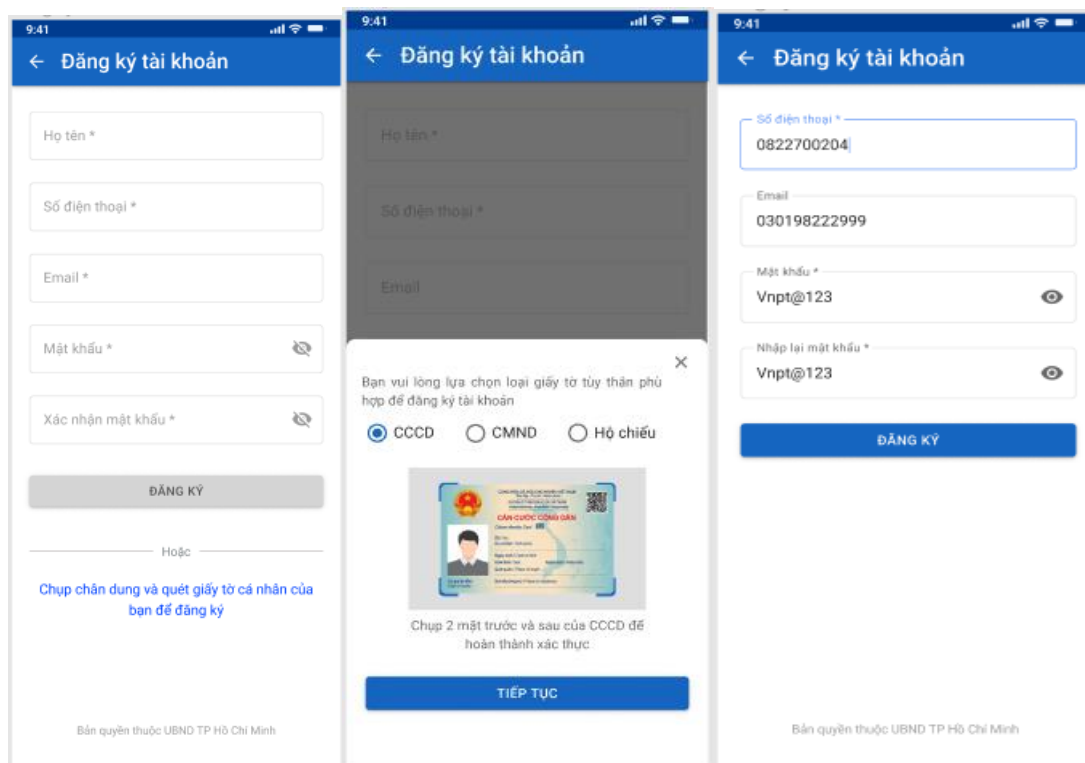 9:41
Đăng ký tài khoản
Họ tên *
Số điện thoại *
Email *
Mật khẩu *
Xác nhận mật khẩu *
ĐĂNG KÝ
Hoặc
Chụp chân dung và quét giấy tờ cá nhân của
bạn để đăng ký
Bản quyền thuộc UBND TP Hồ Chí Minh
9:41
Đăng ký tài khoản
Họ tên *
Số điện thoại *
Email
Bạn vui lòng lựa chọn loại giấy tờ tùy thân phù
hợp để đăng ký tài khoản
CCCD CMND Hộ chiếu
CĂN CƯỚC CÔNG DÂN
Chụp 2 mặt trước và sau của CCCD để
hoàn thành xác thực
TIẾP TỤC
9:41
Đăng ký tài khoản
Số điện thoại *
0822700204
Email
030198222999
Mật khẩu *
Vnpt@123
Nhập lại mật khẩu *
Vnpt@123
ĐĂNG KÝ
Bản quyền thuộc UBND TP Hồ Chí Minh